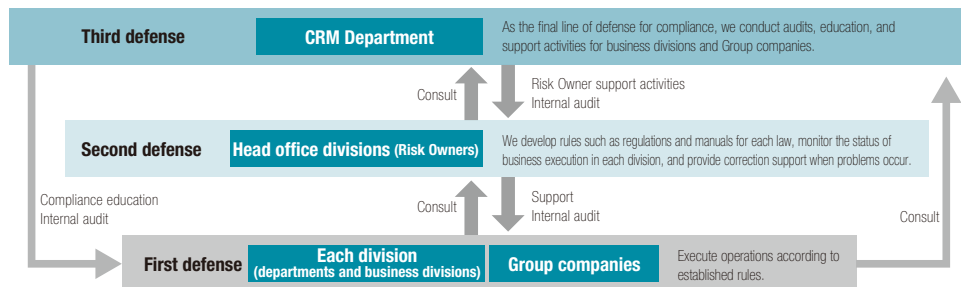 Third defense
CRM Department
As the final line of defense for compliance, we conduct audits, education, and
support activities for business divisions and Group companies.
Consult
Risk Owner support activities
Internal audit
Second defense
Head office divisions (Risk Owners)
We develop rules such as regulations and manuals for each law, monitor the status of
business execution in each division, and provide correction support when problems occur.
Compliance education
Internal audit
Consult
Support
Internal audit
Consult
First defense
Each division
(departments and business divisions)
Group companies
Execute operations according to
established rules.